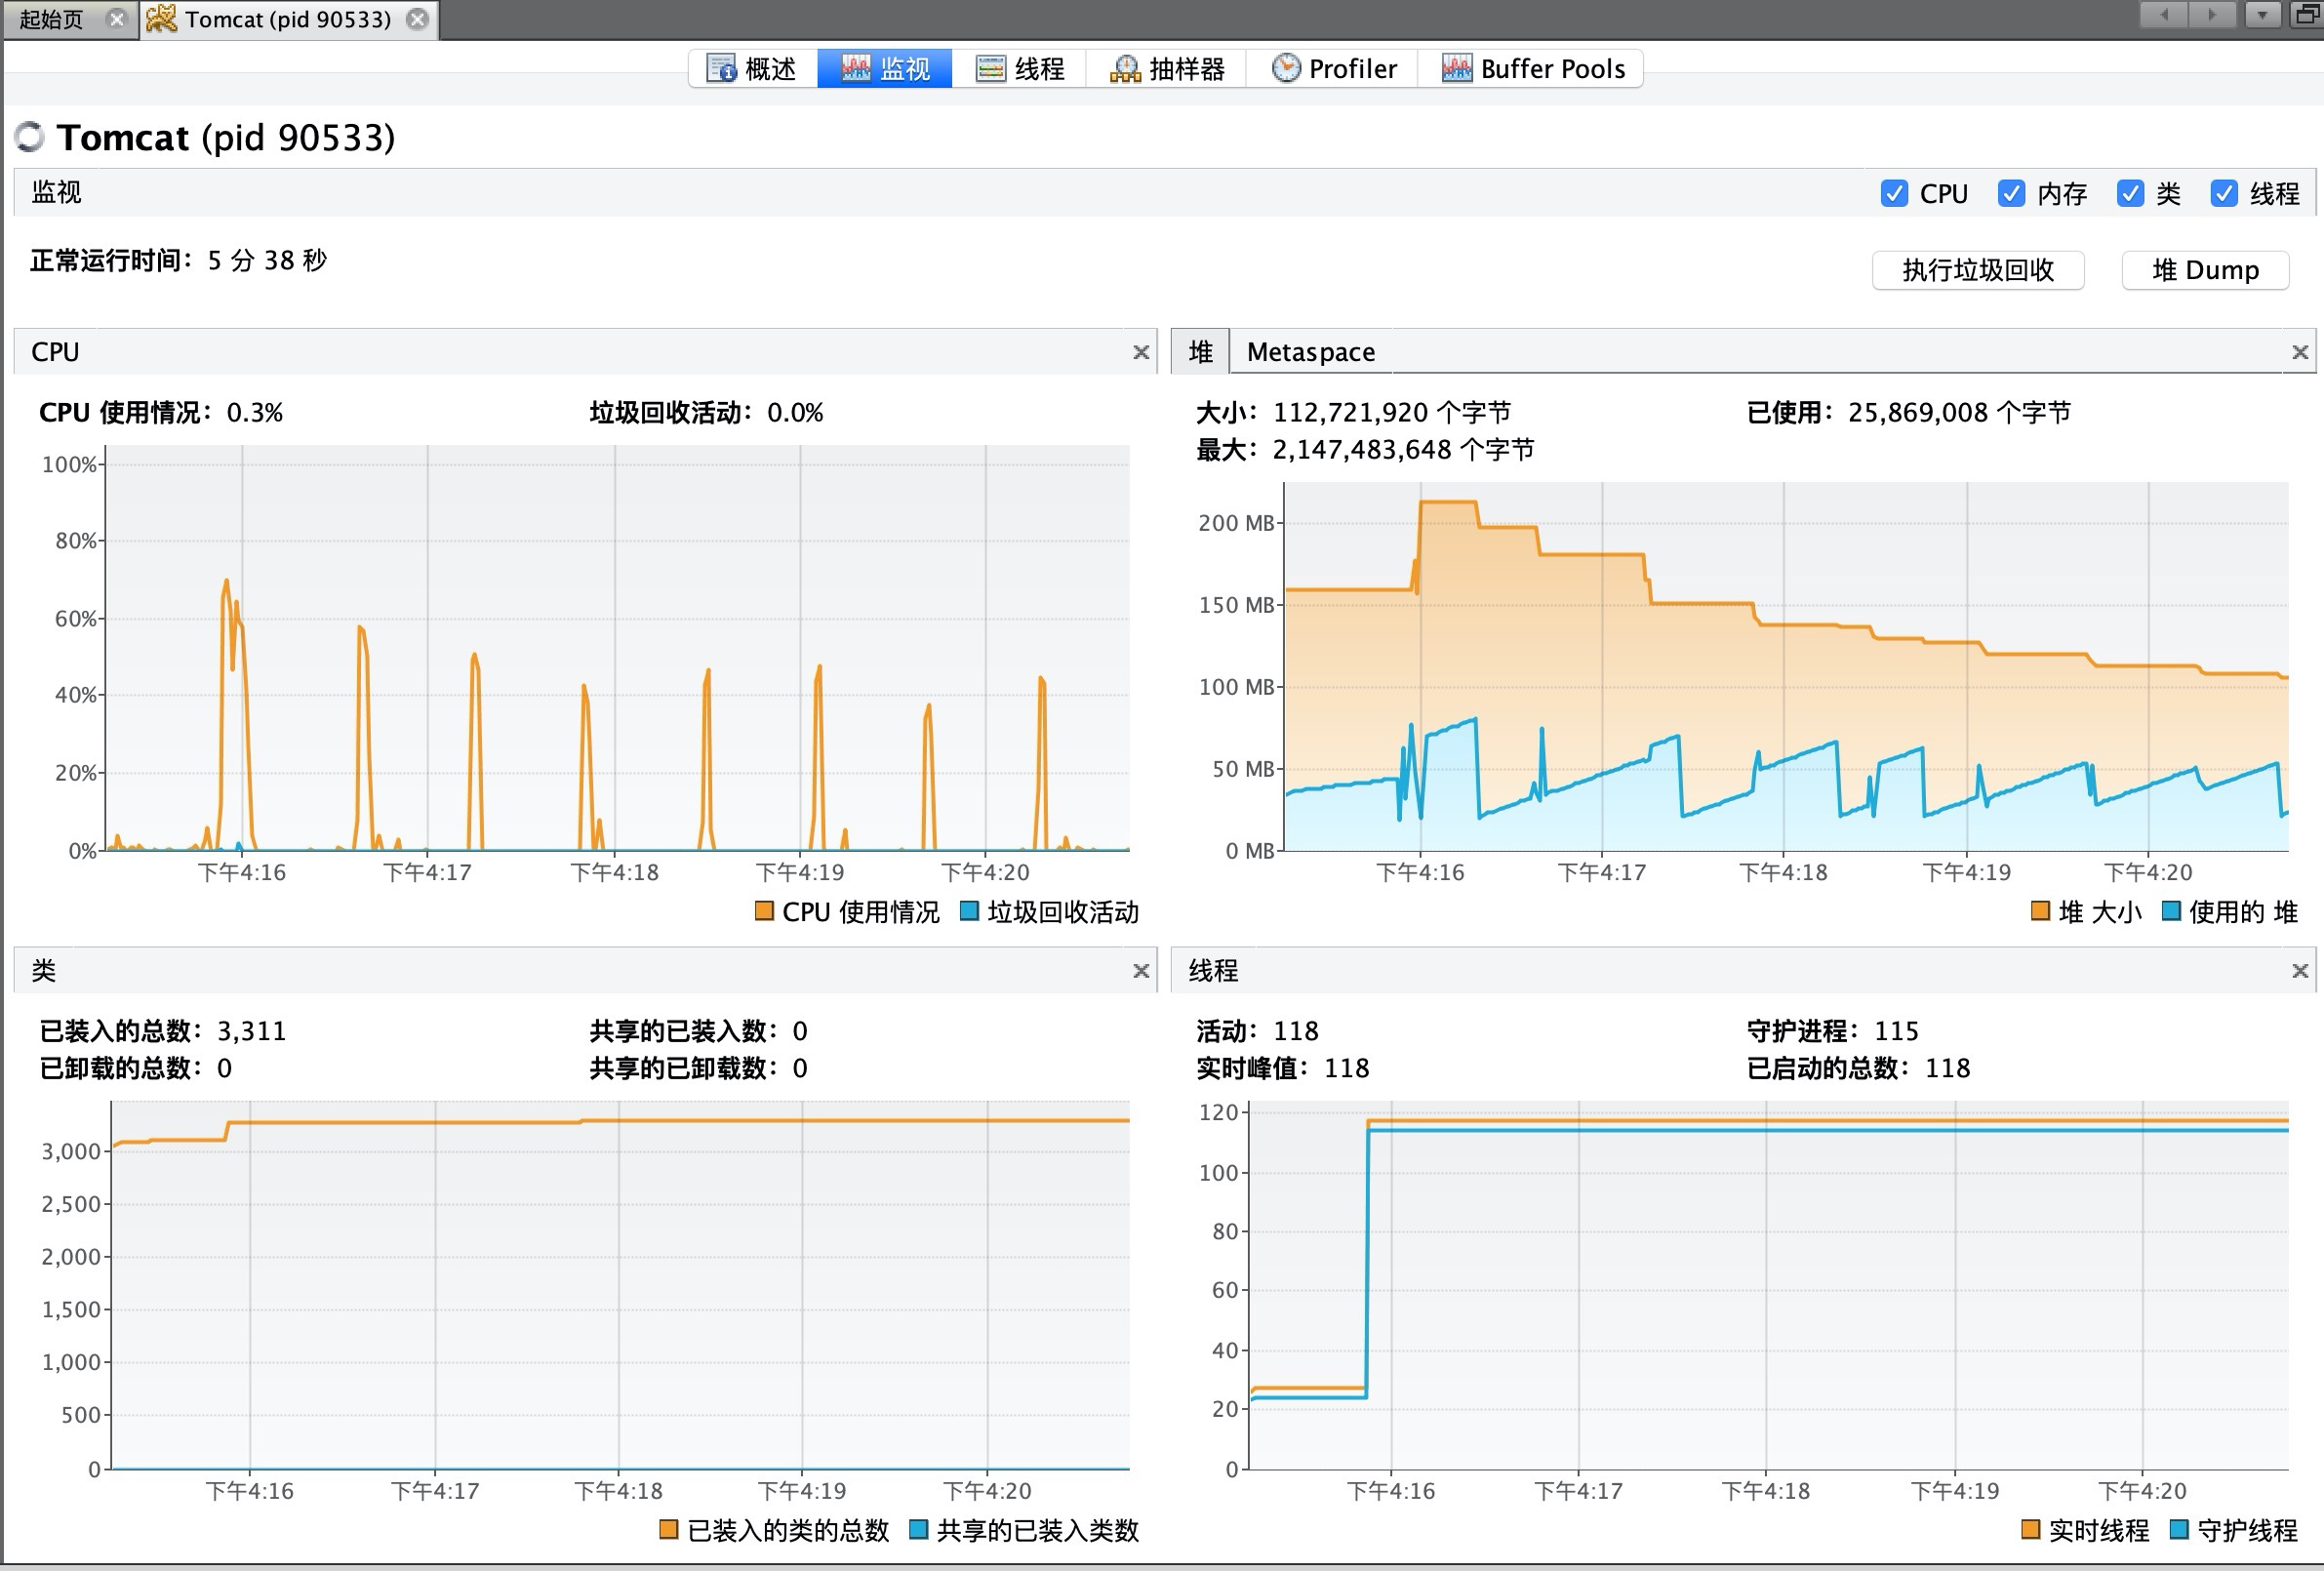 起始页
Tomcat (pid 90533)
概述
监视
线程
抽样器
Profiler
Buffer Pools
Tomcat (pid 90533)
监视
CPU
内存
类
线程
正常运行时间：5 分 38 秒
执行垃圾回收
堆 Dump
CPU
CPU 使用情况：0.3%
垃圾回收活动：0.0%
100%
80%
60%
40%
20%
0%
下午4:16
下午4:17
下午4:18
下午4:19
下午4:20
CPU 使用情况
垃圾回收活动
堆
Metaspace
大小：112,721,920 个字节
已使用：25,869,008 个字节
最大：2,147,483,648 个字节
200 MB
150 MB
100 MB
50 MB
0 MB
下午4:16
下午4:17
下午4:18
下午4:19
下午4:20
堆 大小
使用的 堆
类
已装入的总数：3,311
共享的已装入数：0
已卸载的总数：0
共享的已卸载数：0
3,000
2,500
2,000
1,500
1,000
500
0
下午4:16
下午4:17
下午4:18
下午4:19
下午4:20
已装入的类的总数
共享的已装入类数
线程
活动：118
守护进程：115
实时峰值：118
已启动的总数：118
120
100
80
60
40
20
0
下午4:16
下午4:17
下午4:18
下午4:19
下午4:20
实时线程
守护线程